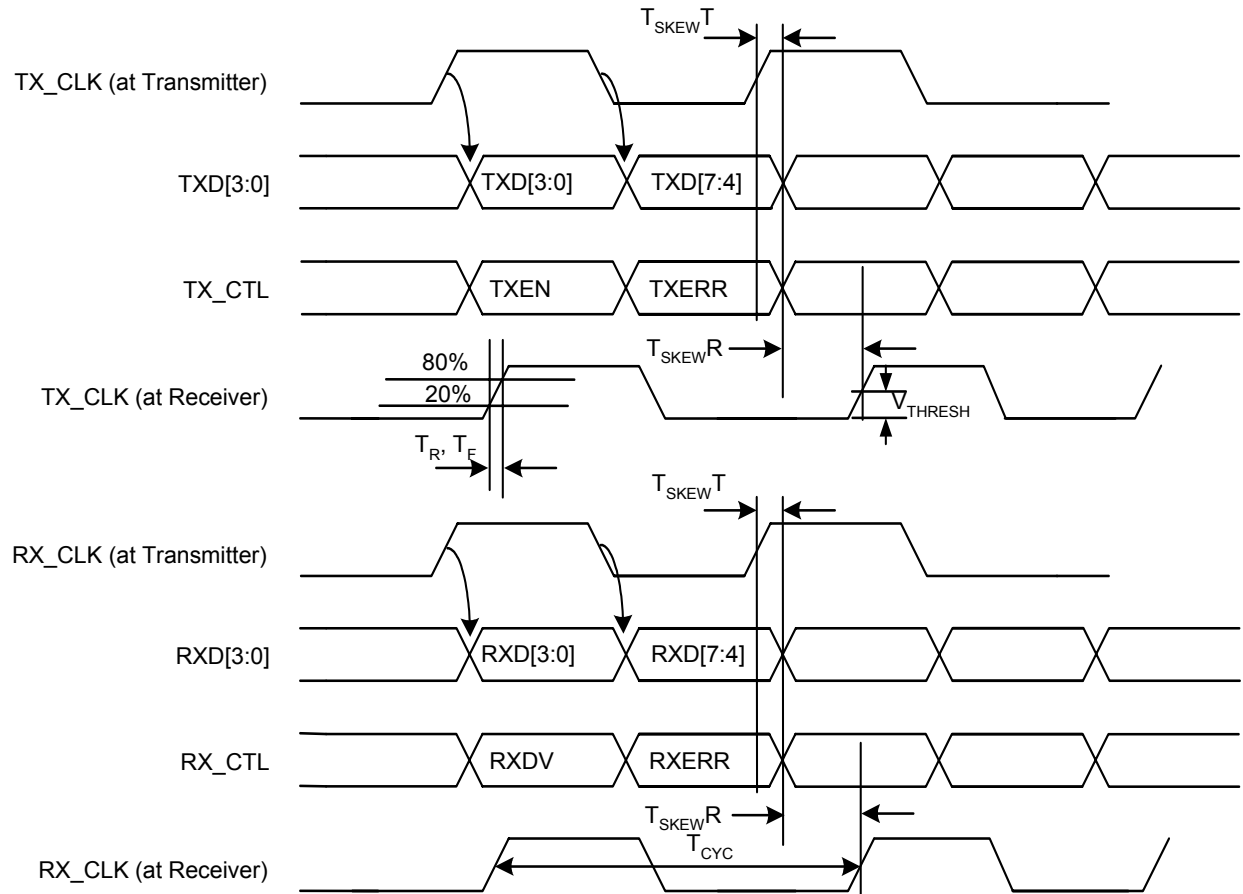 T_SKEW T
TX_CLK (at Transmitter)
TXD[3:0]
TXD[3:0]
TXD[7:4]
TX_CTL
TXEN
TXERR
T_SKEW R
80%
20%
TX_CLK (at Receiver)
V_THRESH
T_R, T_F
T_SKEW T
RX_CLK (at Transmitter)
RXD[3:0]
RXD[3:0]
RXD[7:4]
RX_CTL
RXDV
RXERR
T_SKEW R
T_CYC
RX_CLK (at Receiver)